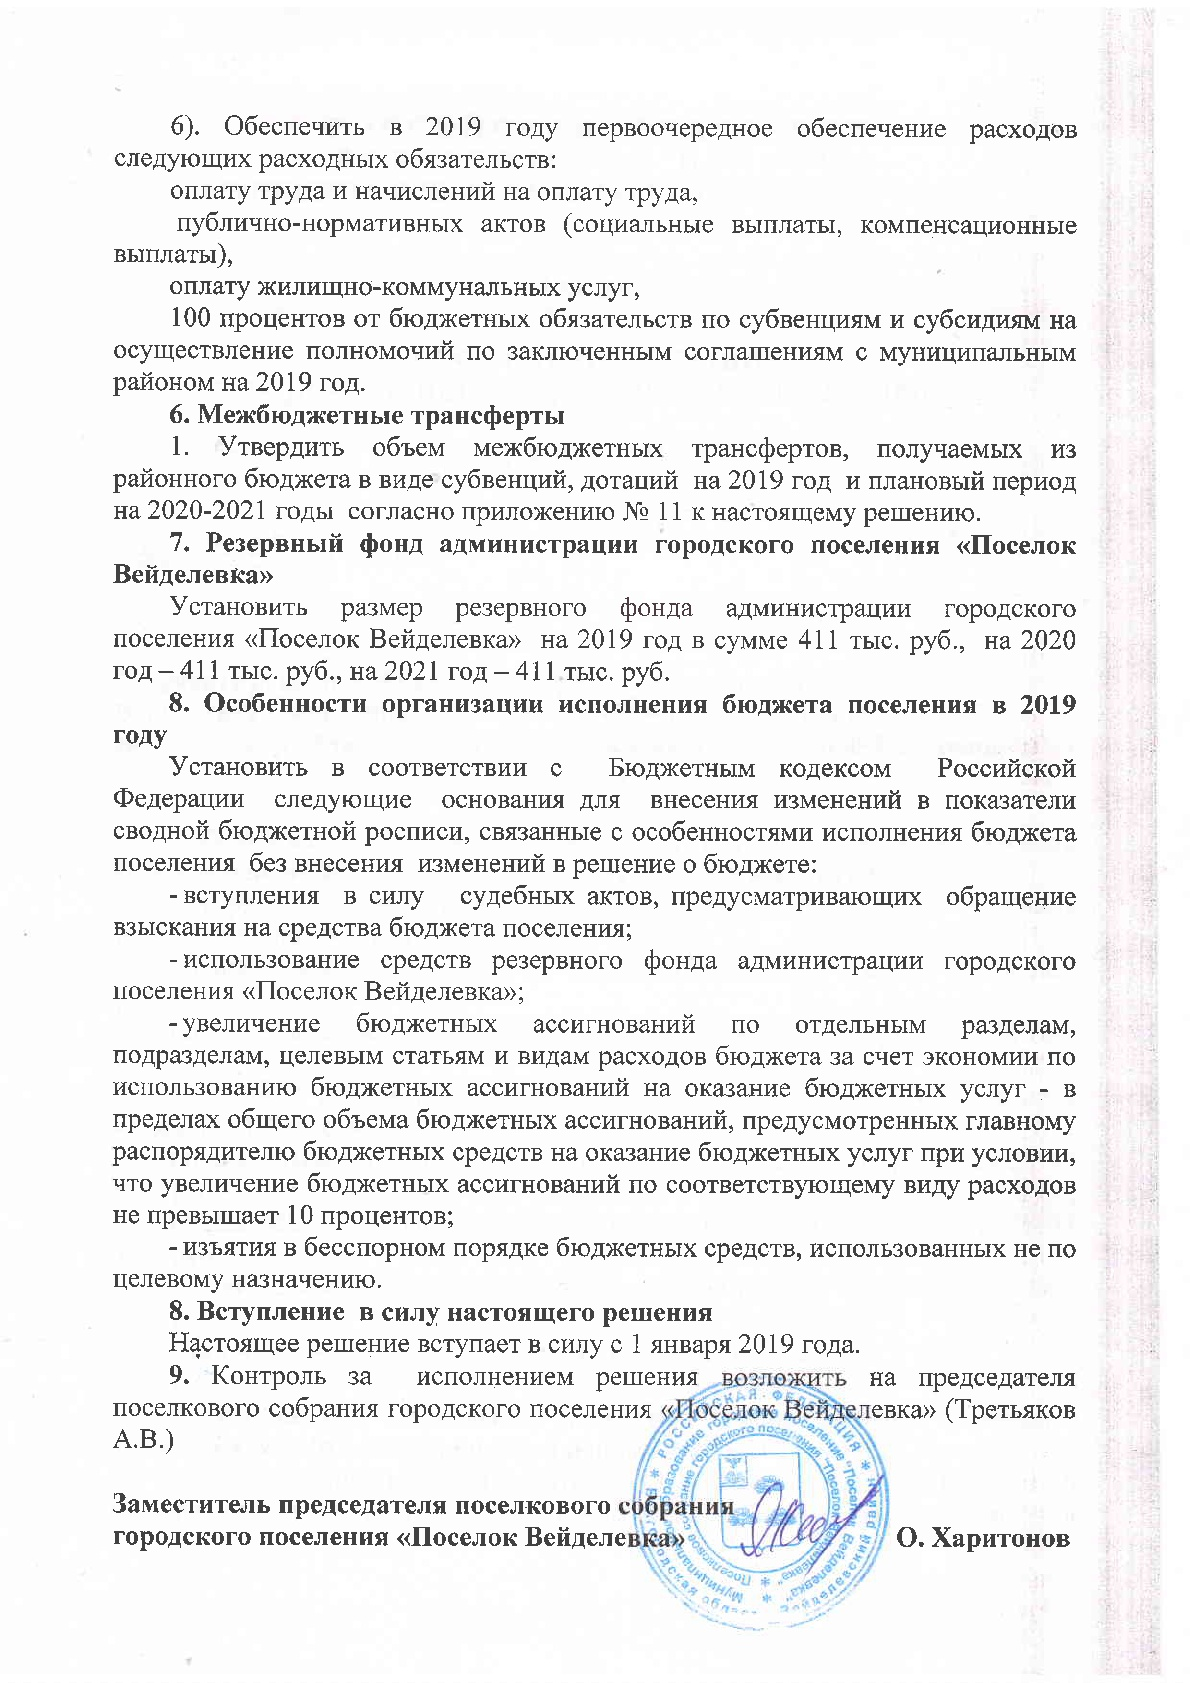 6). Обеспечить в 2019 году первоочередное обеспечение расходов
следующих расходных обязательств:
оплату труда и начислений на оплату труда,
публично-нормативных актов (социальные выплаты, компенсационные
выплаты),
оплату жилищно-коммунальных услуг,
100 процентов от бюджетных обязательств по субвенциям и субсидиям на
осуществление полномочий по заключенным соглашениям с муниципальным
районом на 2019 год.
6. Межбюджетные трансферты
1. Утвердить объем межбюджетных трансфертов, получаемых из
районного бюджета в виде субвенций, дотаций на 2019 год и плановый период
на 2020-2021 годы согласно приложению № 11 к настоящему решению.
7. Резервный фонд администрации городского поселения «Поселок
Вейделевка»
Установить размер резервного фонда администрации городского
поселения «Поселок Вейделевка» на 2019 год в сумме 411 тыс. руб., на 2020
год – 411 тыс. руб., на 2021 год – 411 тыс. руб.
8. Особенности организации исполнения бюджета поселения в 2019
году
Установить в соответствии с Бюджетным кодексом Российской
Федерации следующие основания для внесения изменений в показатели
сводной бюджетной росписи, связанные с особенностями исполнения бюджета
поселения без внесения изменений в решение о бюджете:
- вступления в силу судебных актов, предусматривающих обращение
взыскания на средства бюджета поселения;
- использование средств резервного фонда администрации городского
поселения «Поселок Вейделевка»;
- увеличение бюджетных ассигнований по отдельным разделам,
подразделам, целевым статьям и видам расходов бюджета за счет экономии по
использованию бюджетных ассигнований на оказание бюджетных услуг - в
пределах общего объема бюджетных ассигнований, предусмотренных главному
распорядителю бюджетных средств на оказание бюджетных услуг при условии,
что увеличение бюджетных ассигнований по соответствующему виду расходов
не превышает 10 процентов;
- изъятия в бесспорном порядке бюджетных средств, использованных не по
целевому назначению.
8. Вступление в силу настоящего решения
Настоящее решение вступает в силу с 1 января 2019 года.
9. Контроль за исполнением решения возложить на председателя
поселкового собрания городского поселения «Поселок Вейделевка» (Третьяков
А.В.)
Заместитель председателя поселкового собрания
городского поселения «Поселок Вейделевка» О. Харитонов
РОССИЙСКАЯ ФЕДЕРАЦИЯ